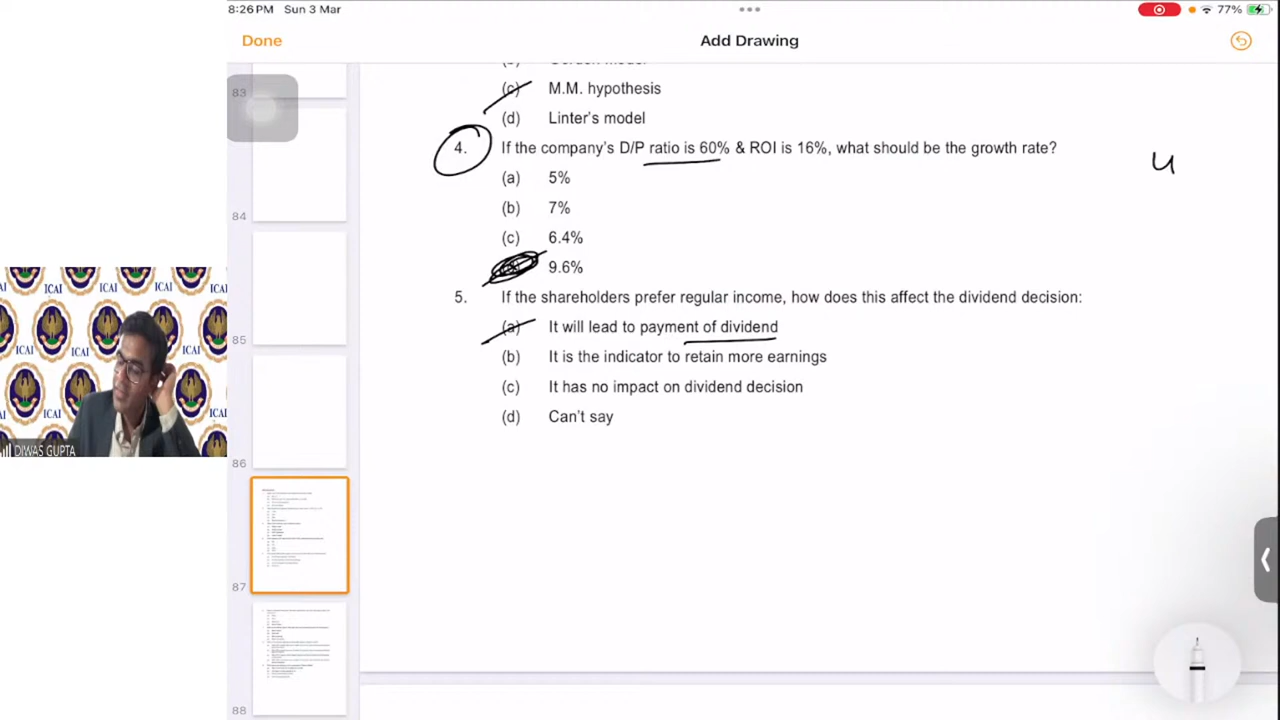 8:26 PM Sun 3 Mar
77%
Done
Add Drawing
83
(c) M.M. hypothesis
(d) Linter's model
4. If the company's D/P ratio is 60% & ROI is 16%, what should be the growth rate?
4
(a) 5%
(b) 7%
84
(c) 6.4%
9.6%
5. If the shareholders prefer regular income, how does this affect the dividend decision:
(a) It will lead to payment of dividend
85
(b) It is the indicator to retain more earnings
(c) It has no impact on dividend decision
(d) Can't say
ICAI
ICAI
DIWAS GUPTA
86
87
88